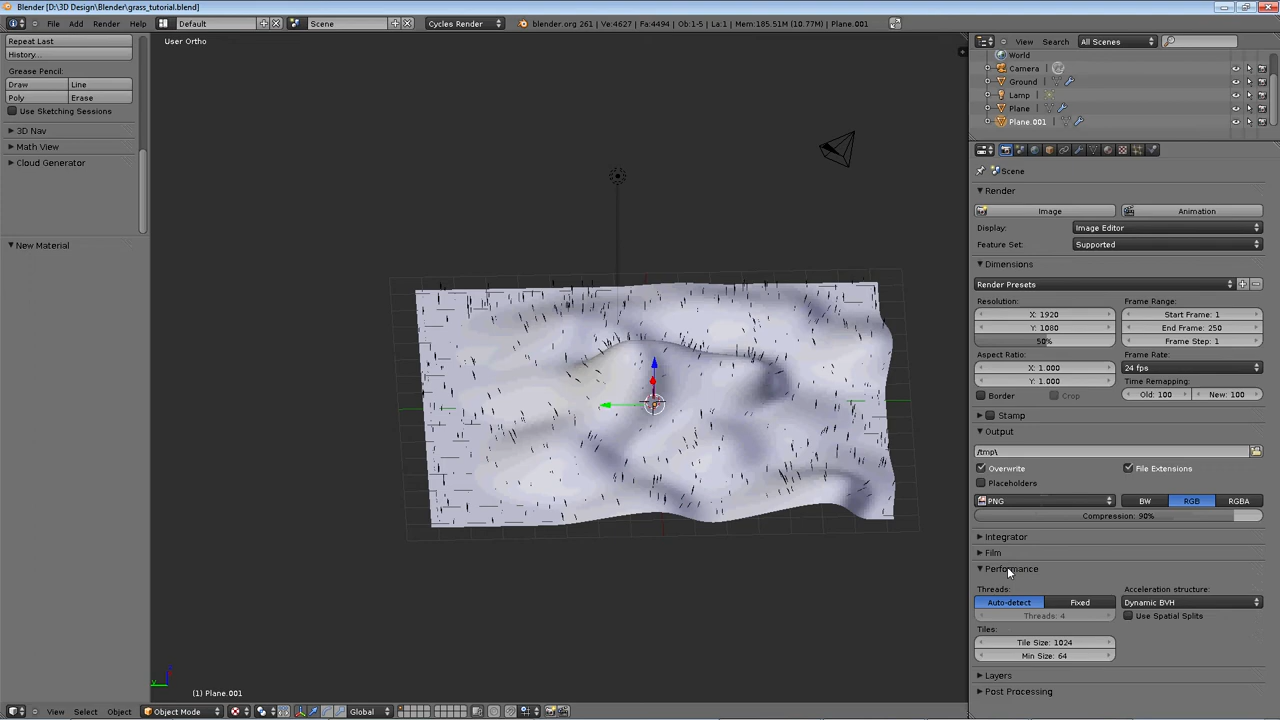 Blender [D:\3D Design\Blender\grass_tutorial.blend]
File Add Render Help Default Scene Cycles Render blender.org 261 | Ve:4627 | Fa:4494 | Ob:1-5 | La:1 | Mem:185.51M (10.77M) | Plane.001
Repeat Last
History...
Grease Pencil:
Draw Line
Poly Erase
Use Sketching Sessions
3D Nav
Math View
Cloud Generator
New Material
User Ortho
(1) Plane.001
View Select Object Object Mode Global
View Search All Scenes
World
Camera
Ground
Lamp
Plane
Plane.001
Scene
Render
Image Animation
Display: Image Editor
Feature Set: Supported
Dimensions
Render Presets
Resolution: Frame Range:
X: 1920 Start Frame: 1
Y: 1080 End Frame: 250
50% Frame Step: 1
Aspect Ratio: Frame Rate:
X: 1.000 24 fps
Y: 1.000 Time Remapping:
Border Crop Old: 100 New: 100
Stamp
Output
/tmp\
Overwrite File Extensions
Placeholders
PNG BW RGB RGBA
Compression: 90%
Integrator
Film
Performance
Threads: Acceleration structure:
Auto-detect Fixed Dynamic BVH
Threads: 4 Use Spatial Splits
Tiles:
Tile Size: 1024
Min Size: 64
Layers
Post Processing